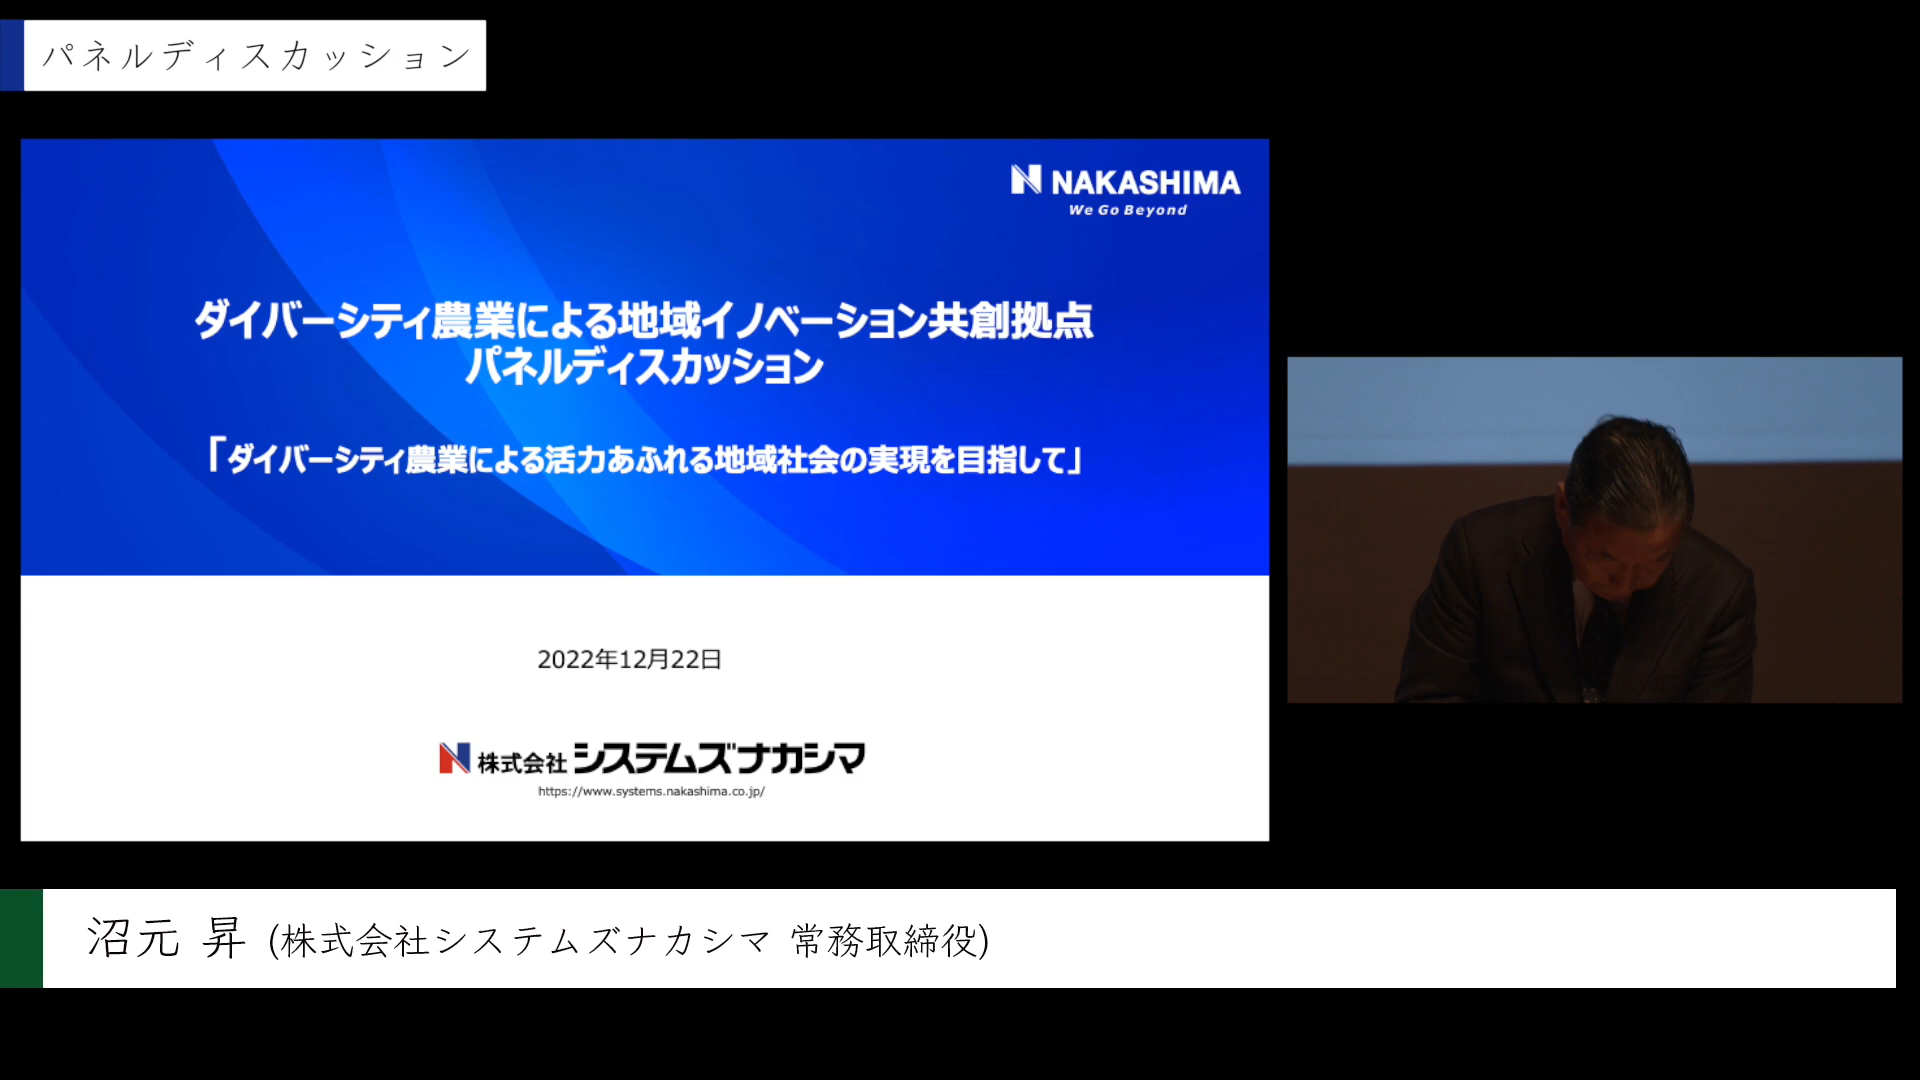 パネルディスカッション
NAKASHIMA
We Go Beyond
ダイバーシティ農業による地域イノベーション共創拠点
パネルディスカッション
「ダイバーシティ農業による活力あふれる地域社会の実現を目指して」
2022年12月22日
株式会社システムズナカシマ
https://www.systems.nakashima.co.jp/
沼元 昇 (株式会社システムズナカシマ 常務取締役)